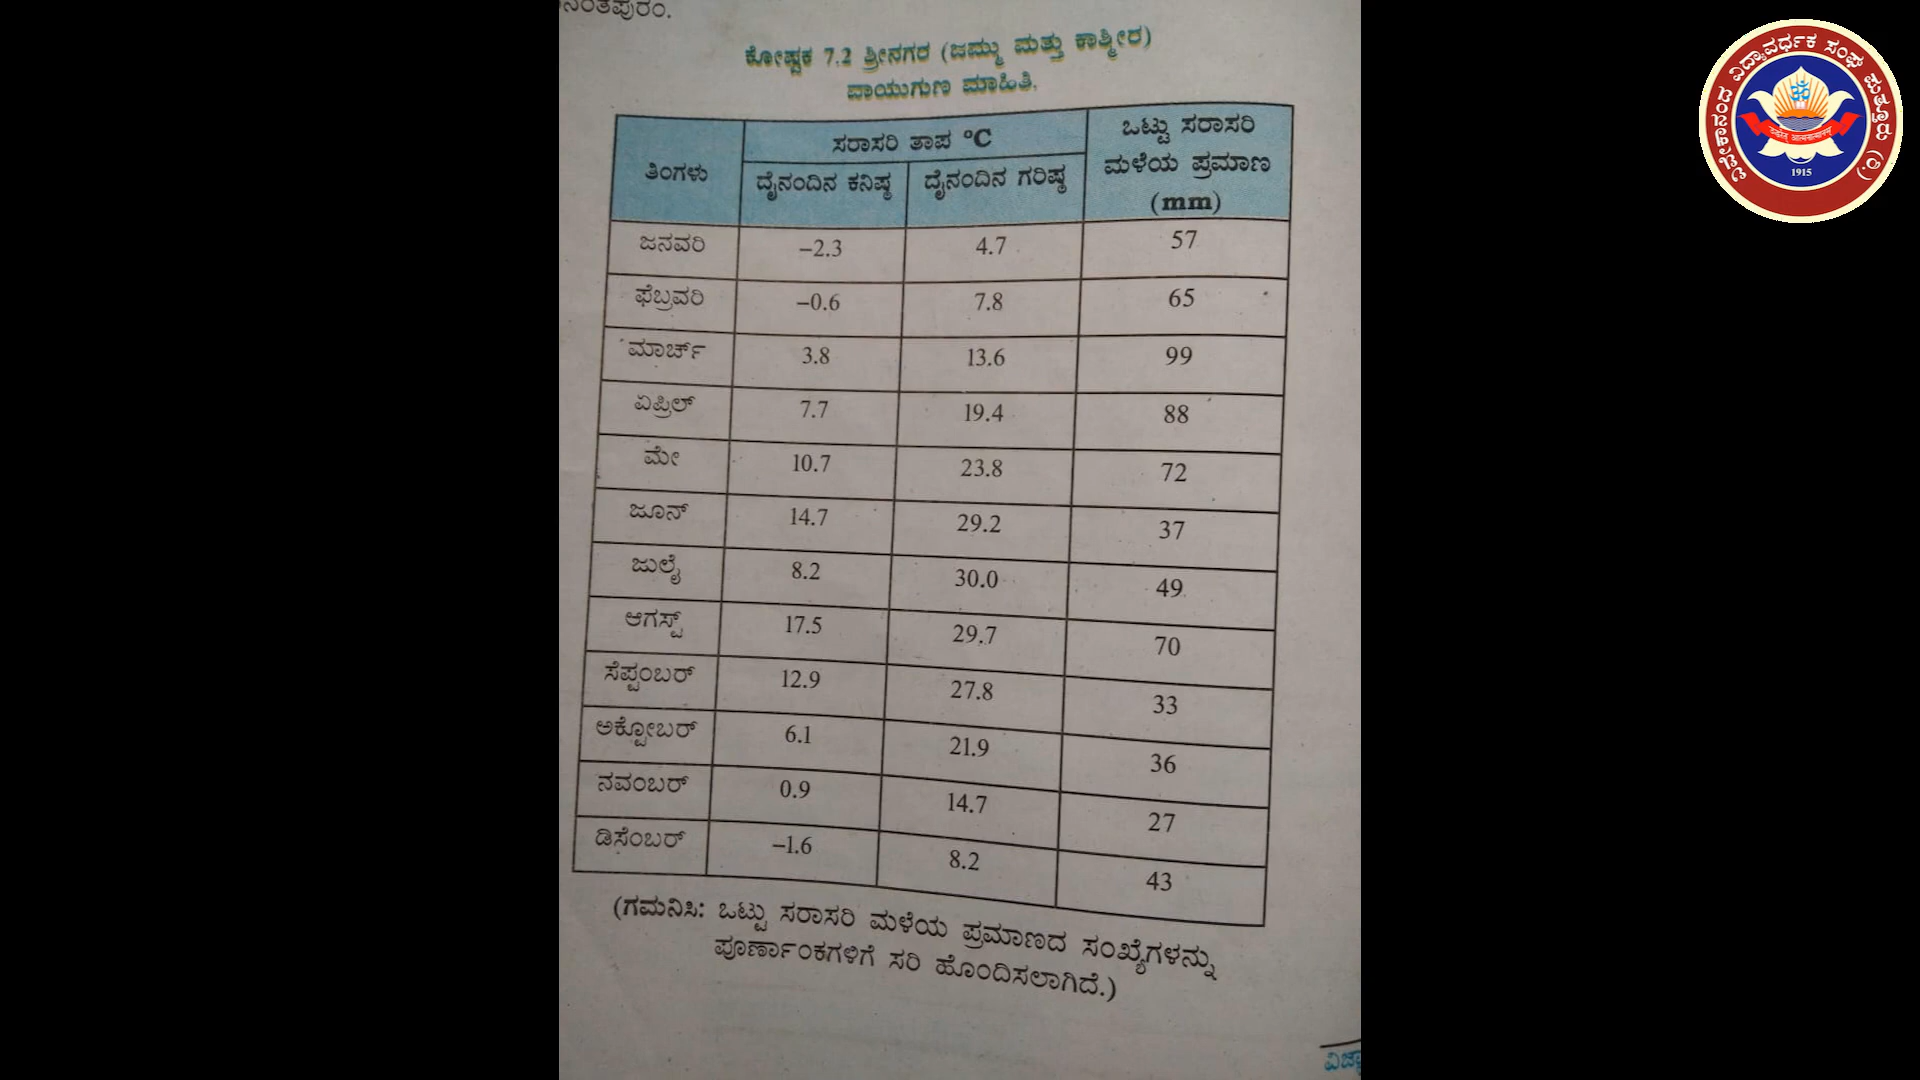 ಕೋಷ್ಟಕ 7.2 ಶ್ರೀನಗರ (ಜಮ್ಮು ಮತ್ತು ಕಾಶ್ಮೀರ)
ವಾಯುಗುಣ ಮಾಹಿತಿ.
ತಿಂಗಳು ಸರಾಸರಿ ತಾಪ °C ಒಟ್ಟು ಸರಾಸರಿ ಮಳೆಯ ಪ್ರಮಾಣ (mm)
ದೈನಂದಿನ ಕನಿಷ್ಠ ದೈನಂದಿನ ಗರಿಷ್ಠ
ಜನವರಿ –2.3 4.7 57
ಫೆಬ್ರವರಿ –0.6 7.8 65
ಮಾರ್ಚ್ 3.8 13.6 99
ಏಪ್ರಿಲ್ 7.7 19.4 88
ಮೇ 10.7 23.8 72
ಜೂನ್ 14.7 29.2 37
ಜುಲೈ 8.2 30.0 49
ಆಗಸ್ಟ್ 17.5 29.7 70
ಸೆಪ್ಟಂಬರ್ 12.9 27.8 33
ಅಕ್ಟೋಬರ್ 6.1 21.9 36
ನವಂಬರ್ 0.9 14.7 27
ಡಿಸೆಂಬರ್ –1.6 8.2 43
(ಗಮನಿಸಿ: ಒಟ್ಟು ಸರಾಸರಿ ಮಳೆಯ ಪ್ರಮಾಣದ ಸಂಖ್ಯೆಗಳನ್ನು
ಪೂರ್ಣಾಂಕಗಳಿಗೆ ಸರಿ ಹೊಂದಿಸಲಾಗಿದೆ.)
ವಿವೇಕಾನಂದ ವಿದ್ಯಾವರ್ಧಕ ಸಂಘ ಪುತ್ತೂರು (ರಿ.)
1915